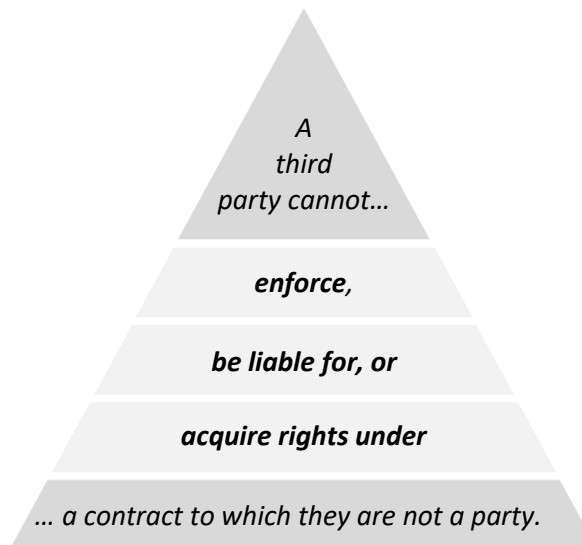 A
third
party cannot…
enforce,
be liable for, or
acquire rights under
… a contract to which they are not a party.